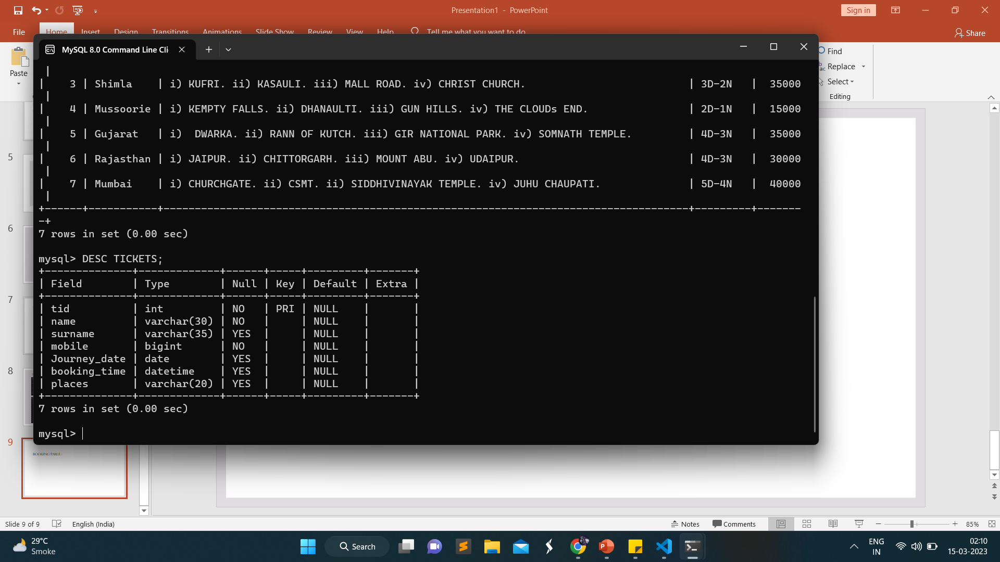 Presentation1 - PowerPoint
Sign in
File Home Insert Design Transitions Animations Slide Show Review View Help Tell me what you want to do
Share
MySQL 8.0 Command Line Cli
Paste
Find
Replace
Select
Editing
|
| 3 | Shimla | i) KUFRI. ii) KASAULI. iii) MALL ROAD. iv) CHRIST CHURCH. | 3D-2N | 35000
|
| 4 | Mussoorie | i) KEMPTY FALLS. ii) DHANAULTI. iii) GUN HILLS. iv) THE CLOUDs END. | 2D-1N | 15000
|
| 5 | Gujarat | i)  DWARKA. ii) RANN OF KUTCH. iii) GIR NATIONAL PARK. iv) SOMNATH TEMPLE. | 4D-3N | 35000
|
| 6 | Rajasthan | i) JAIPUR. ii) CHITTORGARH. iii) MOUNT ABU. iv) UDAIPUR. | 4D-3N | 30000
|
| 7 | Mumbai | i) CHURCHGATE. ii) CSMT. ii) SIDDHIVINAYAK TEMPLE. iv) JUHU CHAUPATI. | 5D-4N | 40000
|
+------+-----------+------------------------------------------------------------------------------------+---------+-------
-+
7 rows in set (0.00 sec)
mysql> DESC TICKETS;
+--------------+-------------+------+-----+---------+-------+
| Field        | Type        | Null | Key | Default | Extra |
+--------------+-------------+------+-----+---------+-------+
| tid          | int         | NO   | PRI | NULL    |       |
| name         | varchar(30) | NO   |     | NULL    |       |
| surname      | varchar(35) | YES  |     | NULL    |       |
| mobile       | bigint      | NO   |     | NULL    |       |
| Journey_date | date        | YES  |     | NULL    |       |
| booking_time | datetime    | YES  |     | NULL    |       |
| places       | varchar(20) | YES  |     | NULL    |       |
+--------------+-------------+------+-----+---------+-------+
7 rows in set (0.00 sec)
mysql>
5
6
7
8
9
BOOKING TABLE :
Slide 9 of 9 English (India) Notes Comments 85%
29°C
Smoke
Search
ENG
IN
02:10
15-03-2023